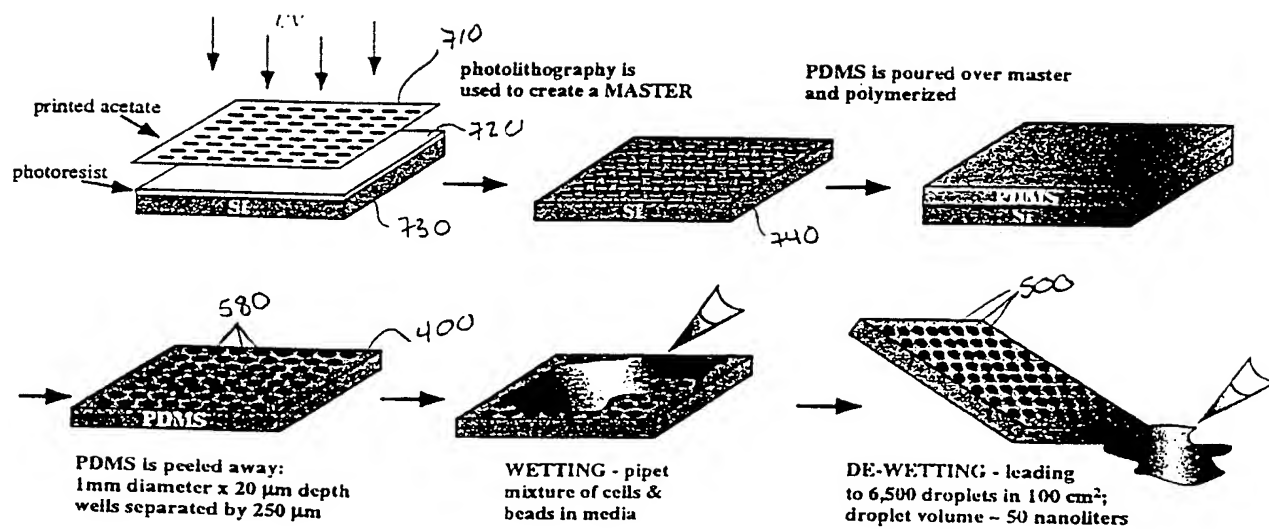 710
photolithography is
used to create a MASTER
PDMS is poured over master
and polymerized
printed acetate
720
photoresist
SI
730
SI
740
PDMS
SI
580
400
500
PDMS
PDMS is peeled away:
1mm diameter x 20 μm depth
wells separated by 250 μm
WETTING - pipet
mixture of cells &
beads in media
DE-WETTING - leading
to 6,500 droplets in 100 cm²;
droplet volume ~ 50 nanoliters